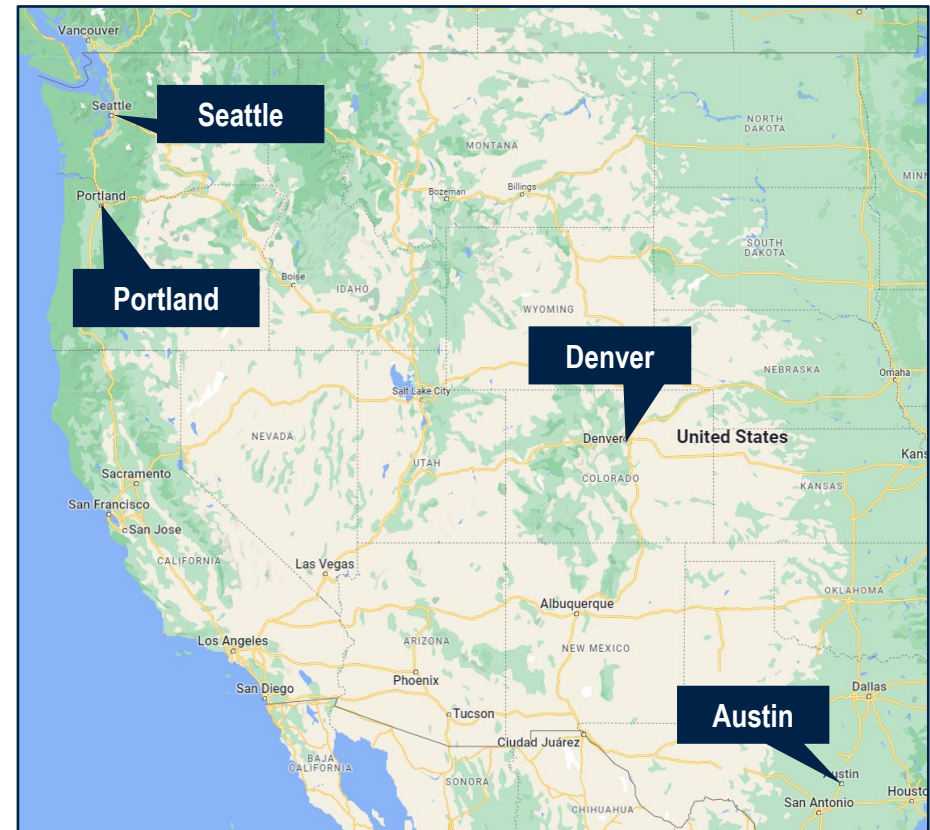 Vancouver
Seattle
Seattle
NORTH
DAKOTA
MONTANA
MINN
Portland
Bozeman
Billings
SOUTH
DAKOTA
Portland
Boise
IDAHO
WYOMING
Denver
NEBRASKA
Omaha
Salt Lake City
NEVADA
Denver
United States
Kans
UTAH
COLORADO
Sacramento
KANSAS
San Francisco
San Jose
CALIFORNIA
Las Vegas
OKLAHOMA
Albuquerque
Los Angeles
ARIZONA
NEW MEXICO
Phoenix
San Diego
Dallas
Tucson
Austin
Ciudad Juárez
BAJA
CALIFORNIA
SONORA
Austin
Housto
San Antonio
CHIHUAHUA